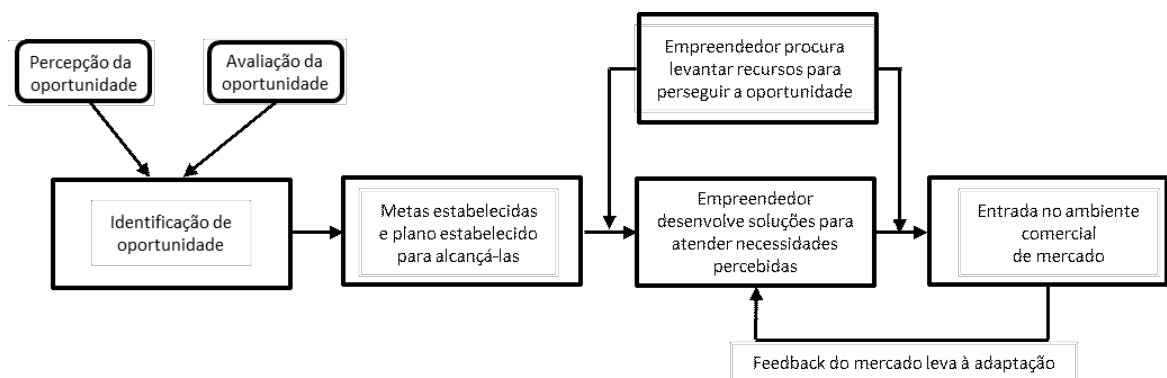 Percepção da
oportunidade
Avaliação da
oportunidade
Empreendedor procura
levantar recursos para
perseguir a oportunidade
Identificação de
oportunidade
Metas estabelecidas
e plano estabelecido
para alcançá-las
Empreendedor
desenvolve soluções para
atender necessidades
percebidas
Entrada no ambiente
comercial
de mercado
Feedback do mercado leva à adaptação